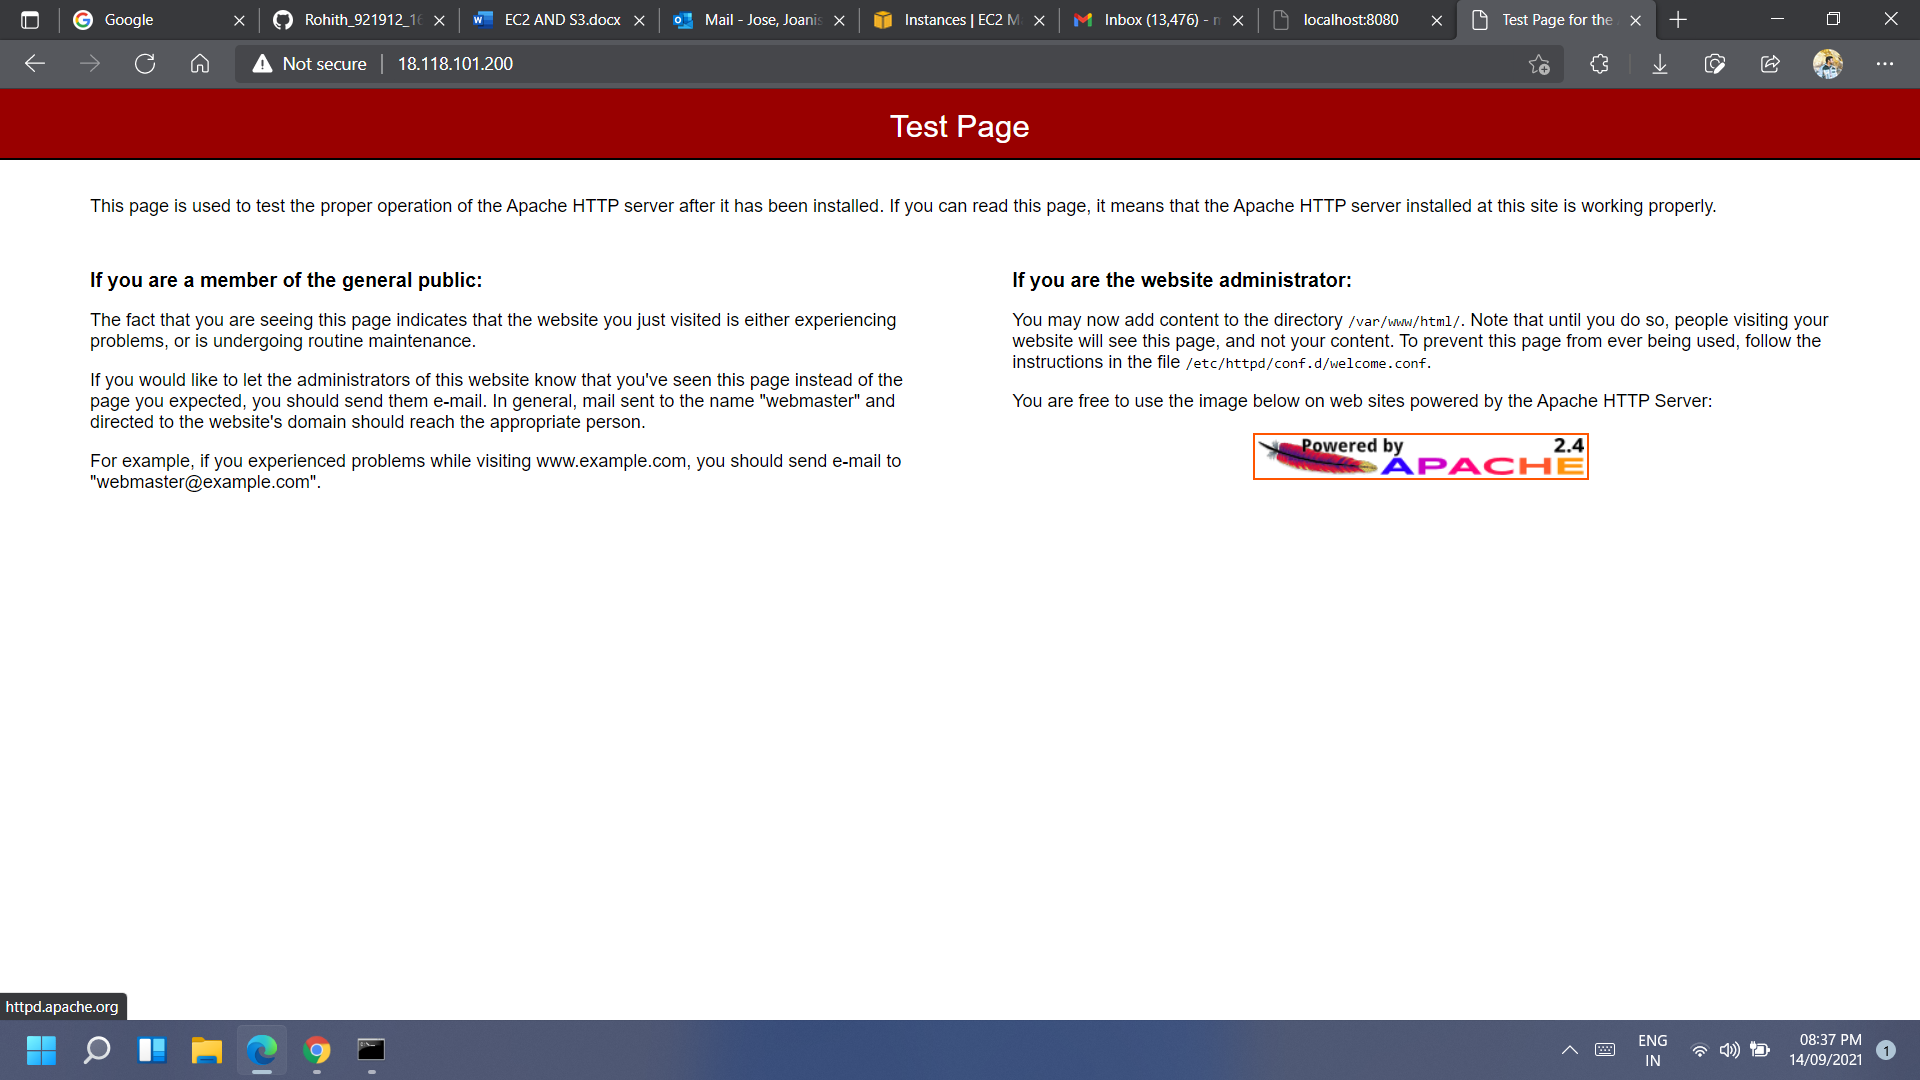 Google
Rohith_921912_16
EC2 AND S3.docx
Mail - Jose, Joanis
Instances | EC2 M
Inbox (13,476) -
localhost:8080
Test Page for the
Not secure
18.118.101.200
Test Page
This page is used to test the proper operation of the Apache HTTP server after it has been installed. If you can read this page, it means that the Apache HTTP server installed at this site is working properly.
If you are a member of the general public:
The fact that you are seeing this page indicates that the website you just visited is either experiencing
problems, or is undergoing routine maintenance.
If you would like to let the administrators of this website know that you've seen this page instead of the
page you expected, you should send them e-mail. In general, mail sent to the name "webmaster" and
directed to the website's domain should reach the appropriate person.
For example, if you experienced problems while visiting www.example.com, you should send e-mail to
"webmaster@example.com".
If you are the website administrator:
You may now add content to the directory /var/www/html/. Note that until you do so, people visiting your
website will see this page, and not your content. To prevent this page from ever being used, follow the
instructions in the file /etc/httpd/conf.d/welcome.conf.
You are free to use the image below on web sites powered by the Apache HTTP Server:
Powered by 2.4
APACHE
httpd.apache.org
ENG
IN
08:37 PM
14/09/2021
1